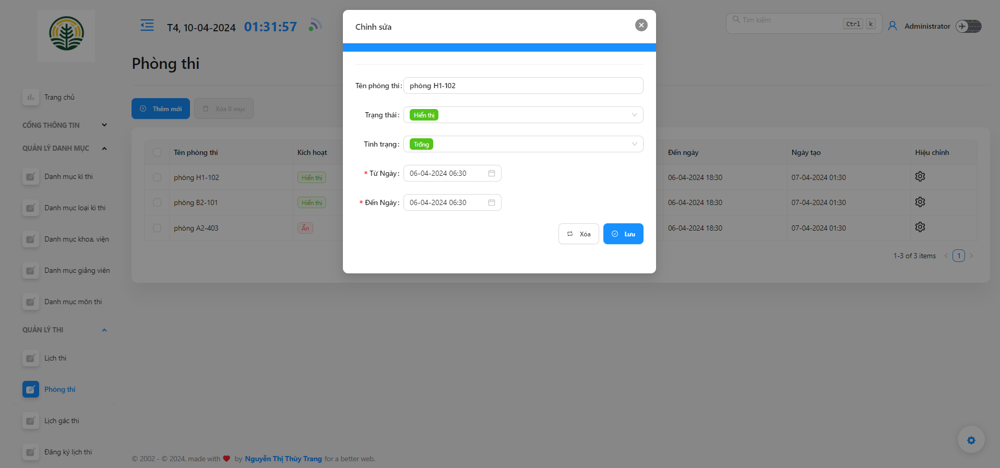 T4, 10-04-2024 01:31:57
Tìm kiếm Ctrl k
Administrator
Phòng thi
Trang chủ
CỔNG THÔNG TIN
QUẢN LÝ DANH MỤC
Danh mục kì thi
Danh mục loại kì thi
Danh mục khoa, viện
Danh mục giảng viên
Danh mục môn thi
QUẢN LÝ THI
Lịch thi
Phòng thi
Lịch gác thi
Đăng ký lịch thi
Thêm mới
Xóa 0 mục
Tên phòng thi Kích hoạt Đến ngày Ngày tạo Hiệu chỉnh
phòng H1-102 Hiển thị 06-04-2024 18:30 07-04-2024 01:30
phòng B2-101 Hiển thị 06-04-2024 18:30 07-04-2024 01:30
phòng A2-403 Ẩn 06-04-2024 18:30 07-04-2024 01:30
1-3 of 3 items 1
Chỉnh sửa
Tên phòng thi: phòng H1-102
Trạng thái: Hiển thị
Tình trạng: Trống
* Từ Ngày: 06-04-2024 06:30
* Đến Ngày: 06-04-2024 06:30
Xóa
Lưu
© 2002 - © 2024, made with by Nguyễn Thị Thùy Trang for a better web.